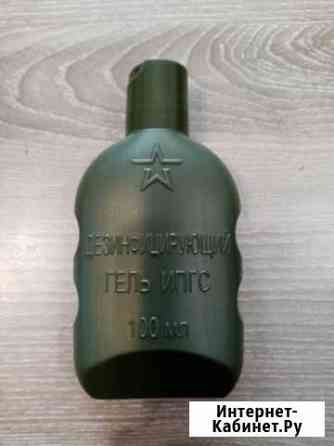 ДЕЗИНФИЦИРУЮЩИЙ
ГЕЛЬ ИПГС
100 мл
Интернет-
Кабинет.Ру